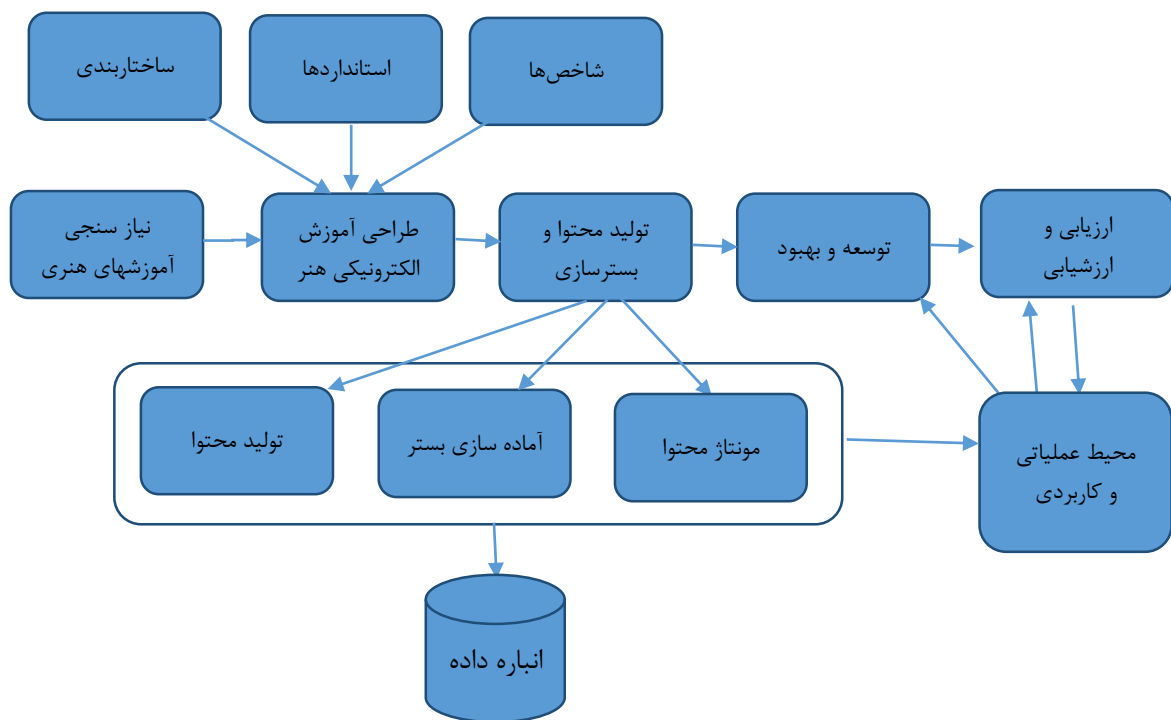 شاخص‌ها
استانداردها
ساختاربندی
نیاز سنجی
آموزشهای هنری
طراحی آموزش
الکترونیکی هنر
تولید محتوا و
بسترسازی
توسعه و بهبود
ارزیابی و
ارزشیابی
تولید محتوا
آماده سازی بستر
مونتاژ محتوا
محیط عملیاتی
و کاربردی
انباره داده